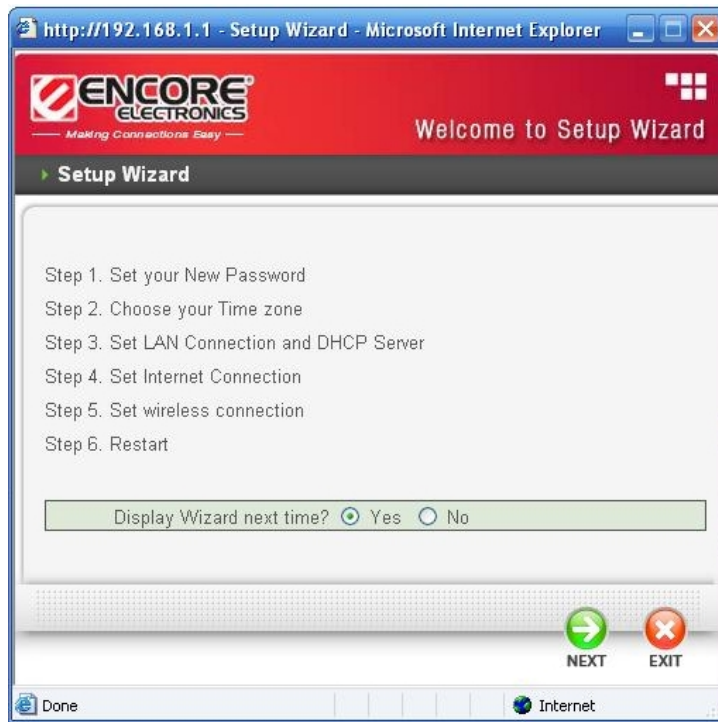 http://192.168.1.1 - Setup Wizard - Microsoft Internet Explorer
ENCORE
ELECTRONICS
Making Connections Easy
Welcome to Setup Wizard
Setup Wizard
Step 1. Set your New Password
Step 2. Choose your Time zone
Step 3. Set LAN Connection and DHCP Server
Step 4. Set Internet Connection
Step 5. Set wireless connection
Step 6. Restart
Display Wizard next time? Yes No
NEXT EXIT
Done Internet